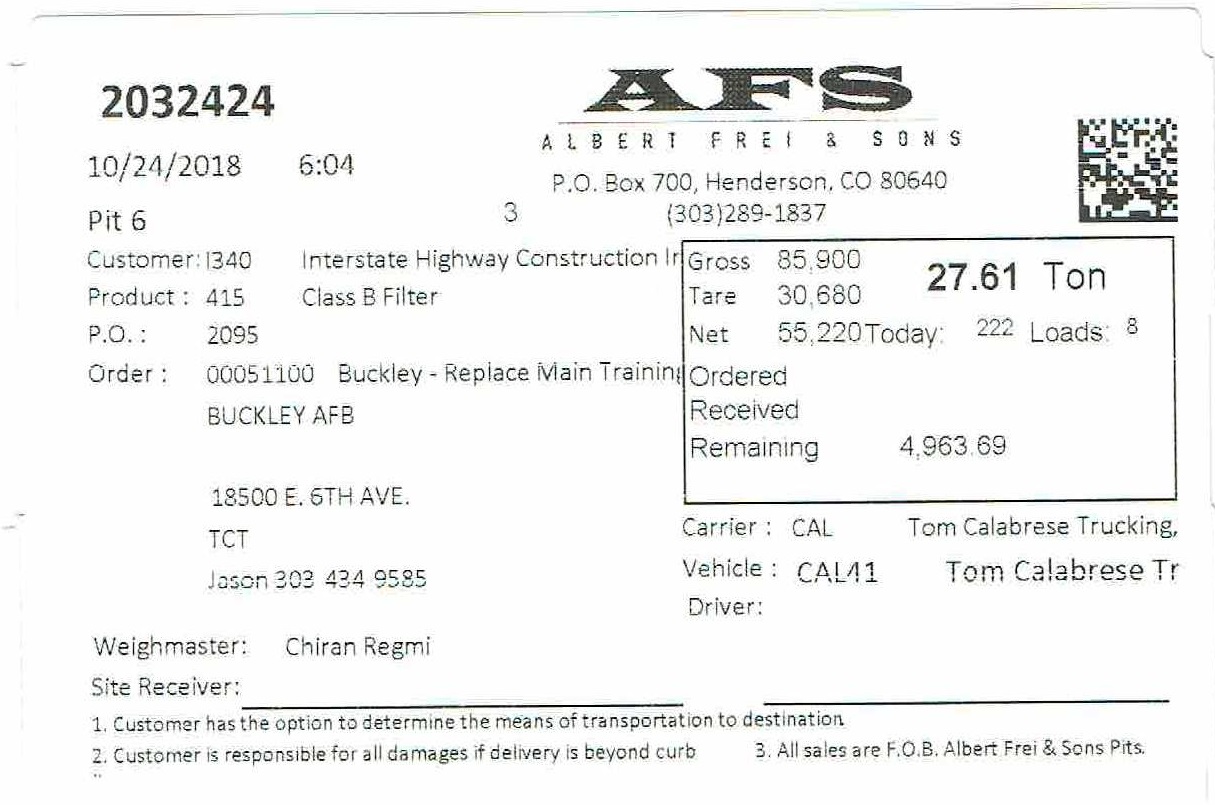 2032424
AFS
ALBERT FREI & SONS
10/24/2018 6:04
P.O. Box 700, Henderson, CO 80640
Pit 6 3 (303)289-1837
Customer: I340 Interstate Highway Construction In
Gross 85,900 27.61 Ton
Product : 415 Class B Filter
Tare 30,680
P.O. : 2095
Net 55,220 Today: 222 Loads: 8
Order : 00051100 Buckley - Replace Main Training
Ordered
BUCKLEY AFB
Received
Remaining 4,963.69
18500 E. 6TH AVE.
Carrier : CAL Tom Calabrese Trucking,
TCT
Vehicle : CAL41 Tom Calabrese Tr
Jason 303 434 9585
Driver:
Weighmaster: Chiran Regmi
Site Receiver:
1. Customer has the option to determine the means of transportation to destination
2. Customer is responsible for all damages if delivery is beyond curb 3. All sales are F.O.B. Albert Frei & Sons Pits.